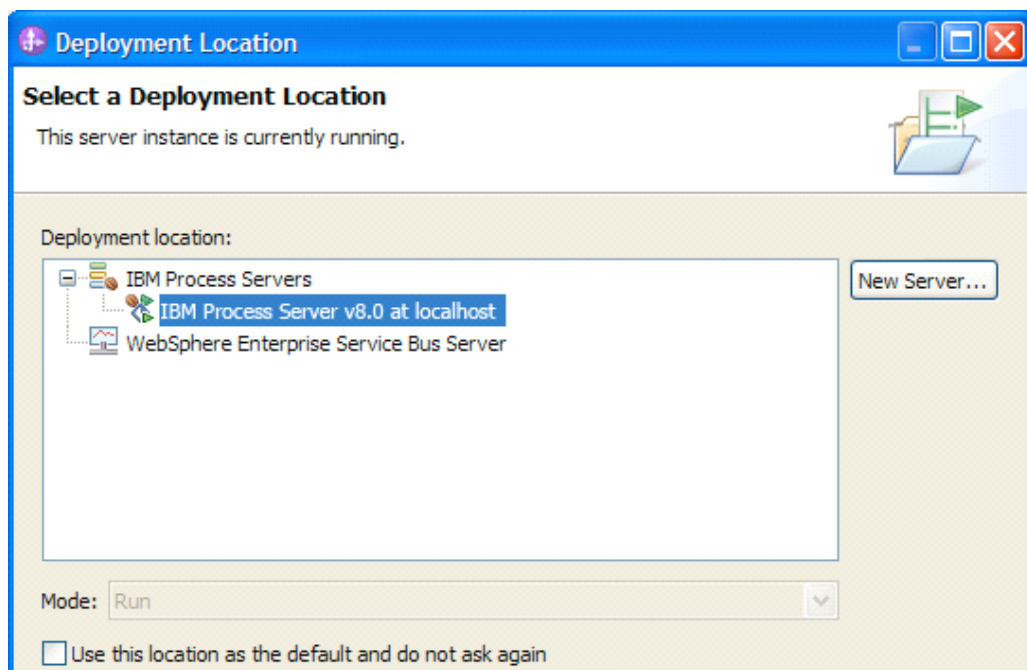 Deployment Location
Select a Deployment Location
This server instance is currently running.
Deployment location:
IBM Process Servers
New Server...
IBM Process Server v8.0 at localhost
WebSphere Enterprise Service Bus Server
Mode: Run
Use this location as the default and do not ask again